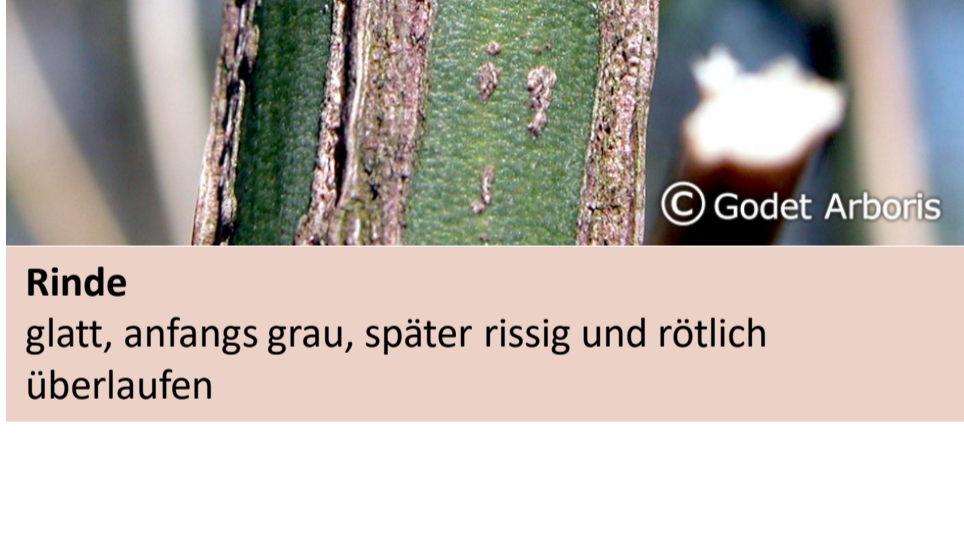 © Godet Arboris
Rinde
glatt, anfangs grau, später rissig und rötlich
überlaufen